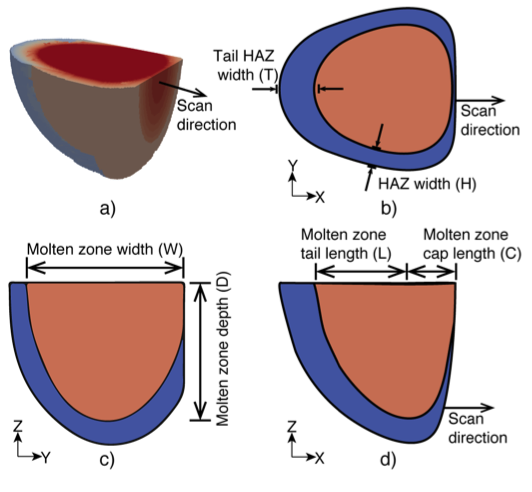 Scan
direction
a)
Tail HAZ
width (T)
Scan
direction
HAZ width (H)
Y
X
b)
Molten zone width (W)
Molten zone depth (D)
Z
Y
c)
Molten zone
tail length (L)
Molten zone
cap length (C)
Scan
direction
Z
X
d)